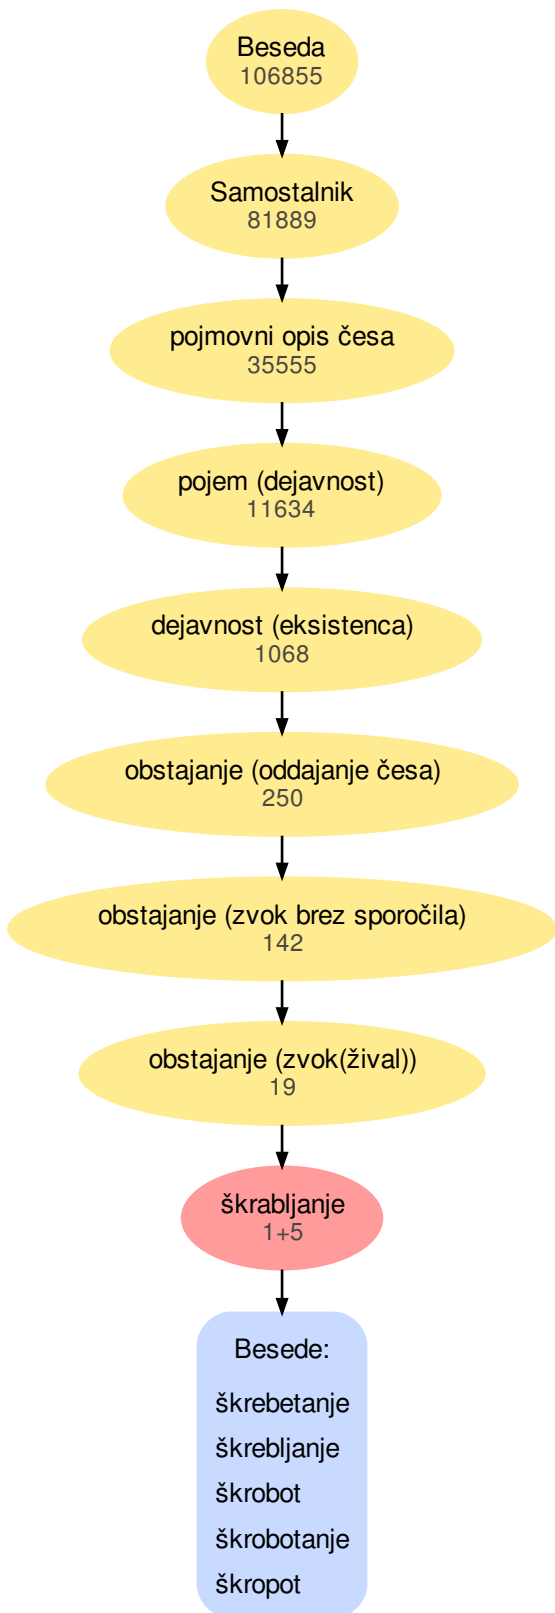 Beseda
106855
Samostalnik
81889
pojmovni opis česa
35555
pojem (dejavnost)
11634
dejavnost (eksistenca)
1068
obstajanje (oddajanje česa)
250
obstajanje (zvok brez sporočila)
142
obstajanje (zvok(žival))
19
škrabljanje
1+5
Besede:
škrebetanje
škrebljanje
škrobot
škrobotanje
škropot